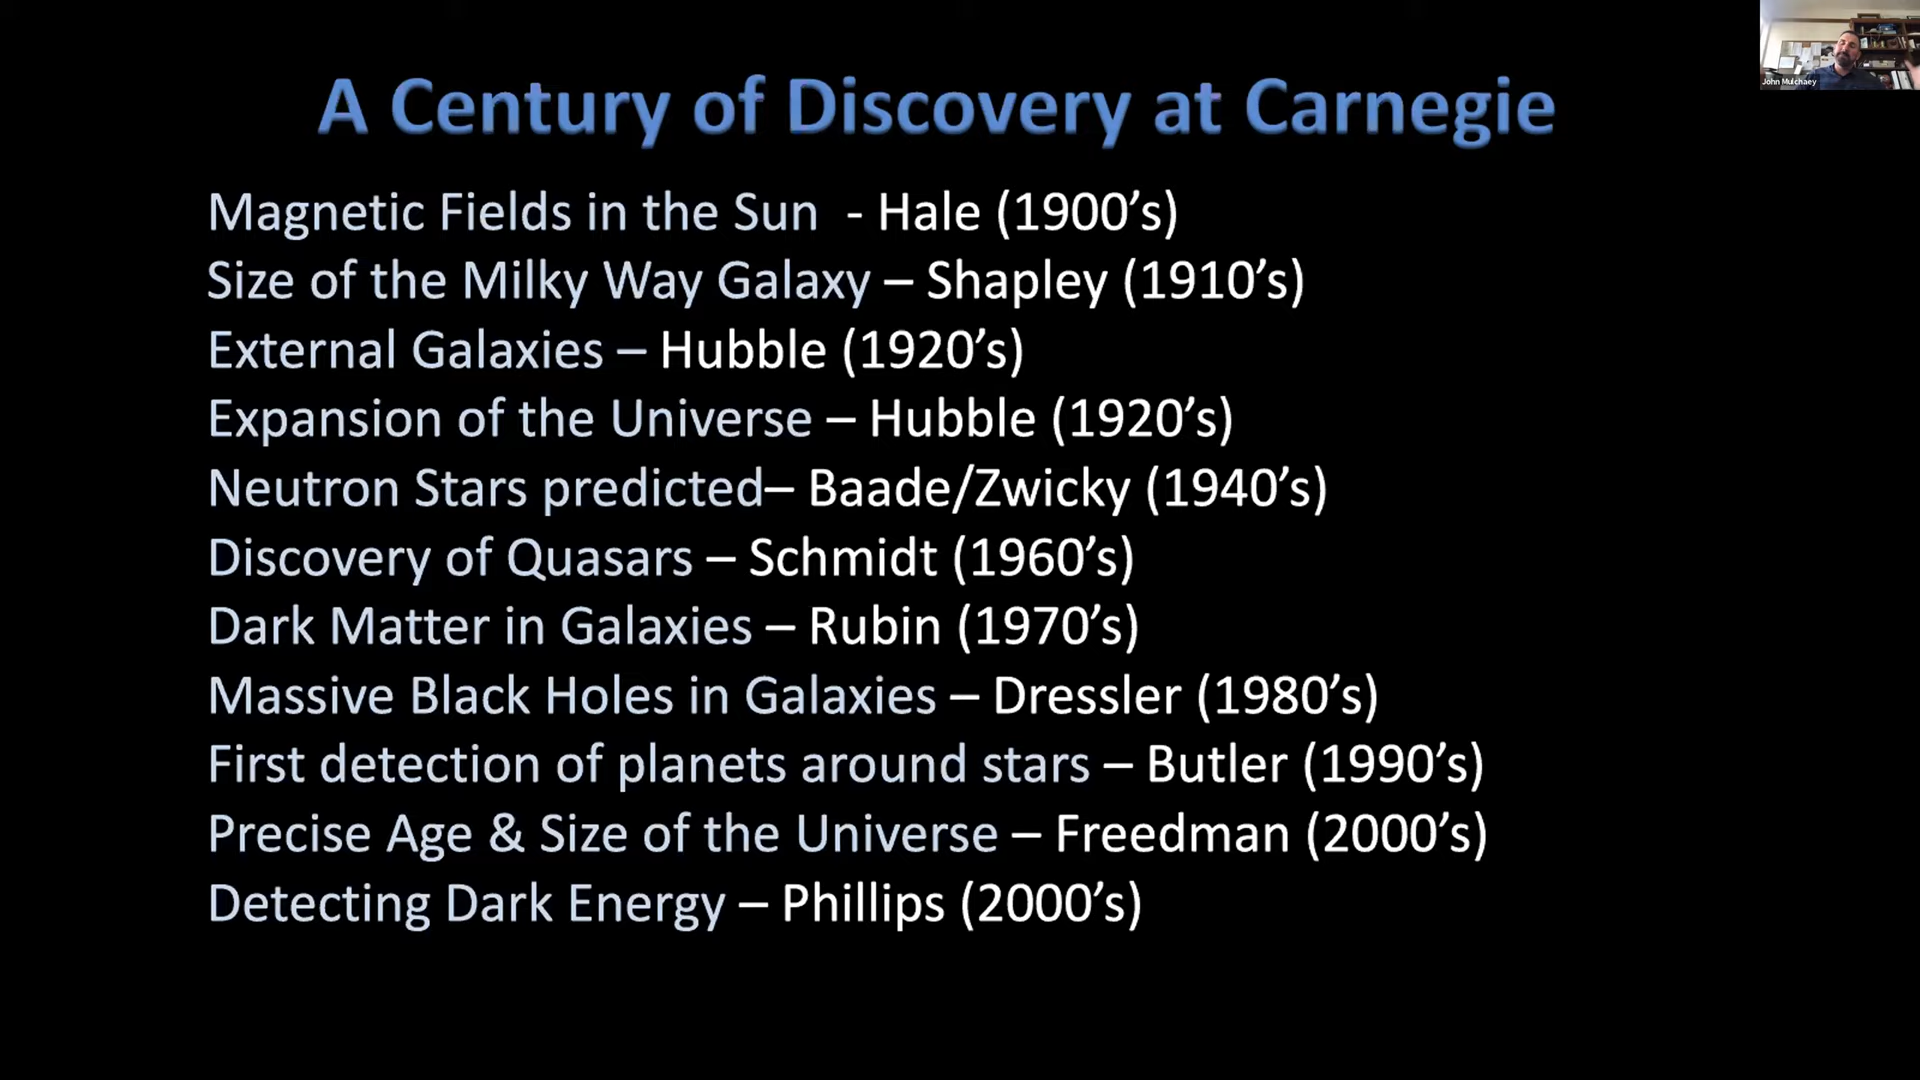 A Century of Discovery at Carnegie
John Mulchaey
Magnetic Fields in the Sun  - Hale (1900’s)
Size of the Milky Way Galaxy – Shapley (1910’s)
External Galaxies – Hubble (1920’s)
Expansion of the Universe – Hubble (1920’s)
Neutron Stars predicted– Baade/Zwicky (1940’s)
Discovery of Quasars – Schmidt (1960’s)
Dark Matter in Galaxies – Rubin (1970’s)
Massive Black Holes in Galaxies – Dressler (1980’s)
First detection of planets around stars – Butler (1990’s)
Precise Age & Size of the Universe – Freedman (2000’s)
Detecting Dark Energy – Phillips (2000’s)